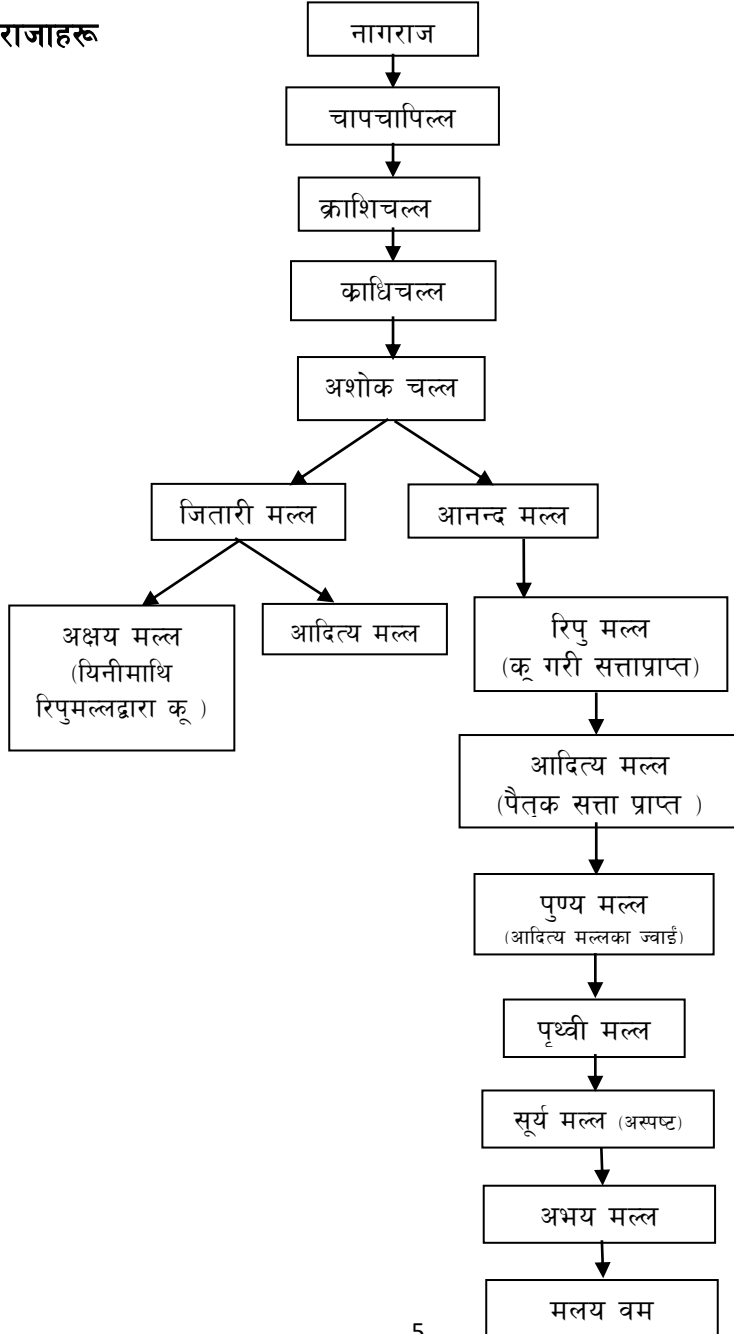 राजाहरू
नागराज
चापचापिल्ल
क्राशिचल्ल
काधिचल्ल
अशोक चल्ल
जितारी मल्ल
आनन्द मल्ल
अक्षय मल्ल
(यिनीमाथि
रिपुमल्लद्वारा कू )
आदित्य मल्ल
रिपु मल्ल
(कू गरी सत्ताप्राप्त)
आदित्य मल्ल
(पैतृक सत्ता प्राप्त )
पुण्य मल्ल
(आदित्य मल्लका ज्वाईं)
पृथ्वी मल्ल
सूर्य मल्ल (अस्पष्ट)
अभय मल्ल
मलय वम
5